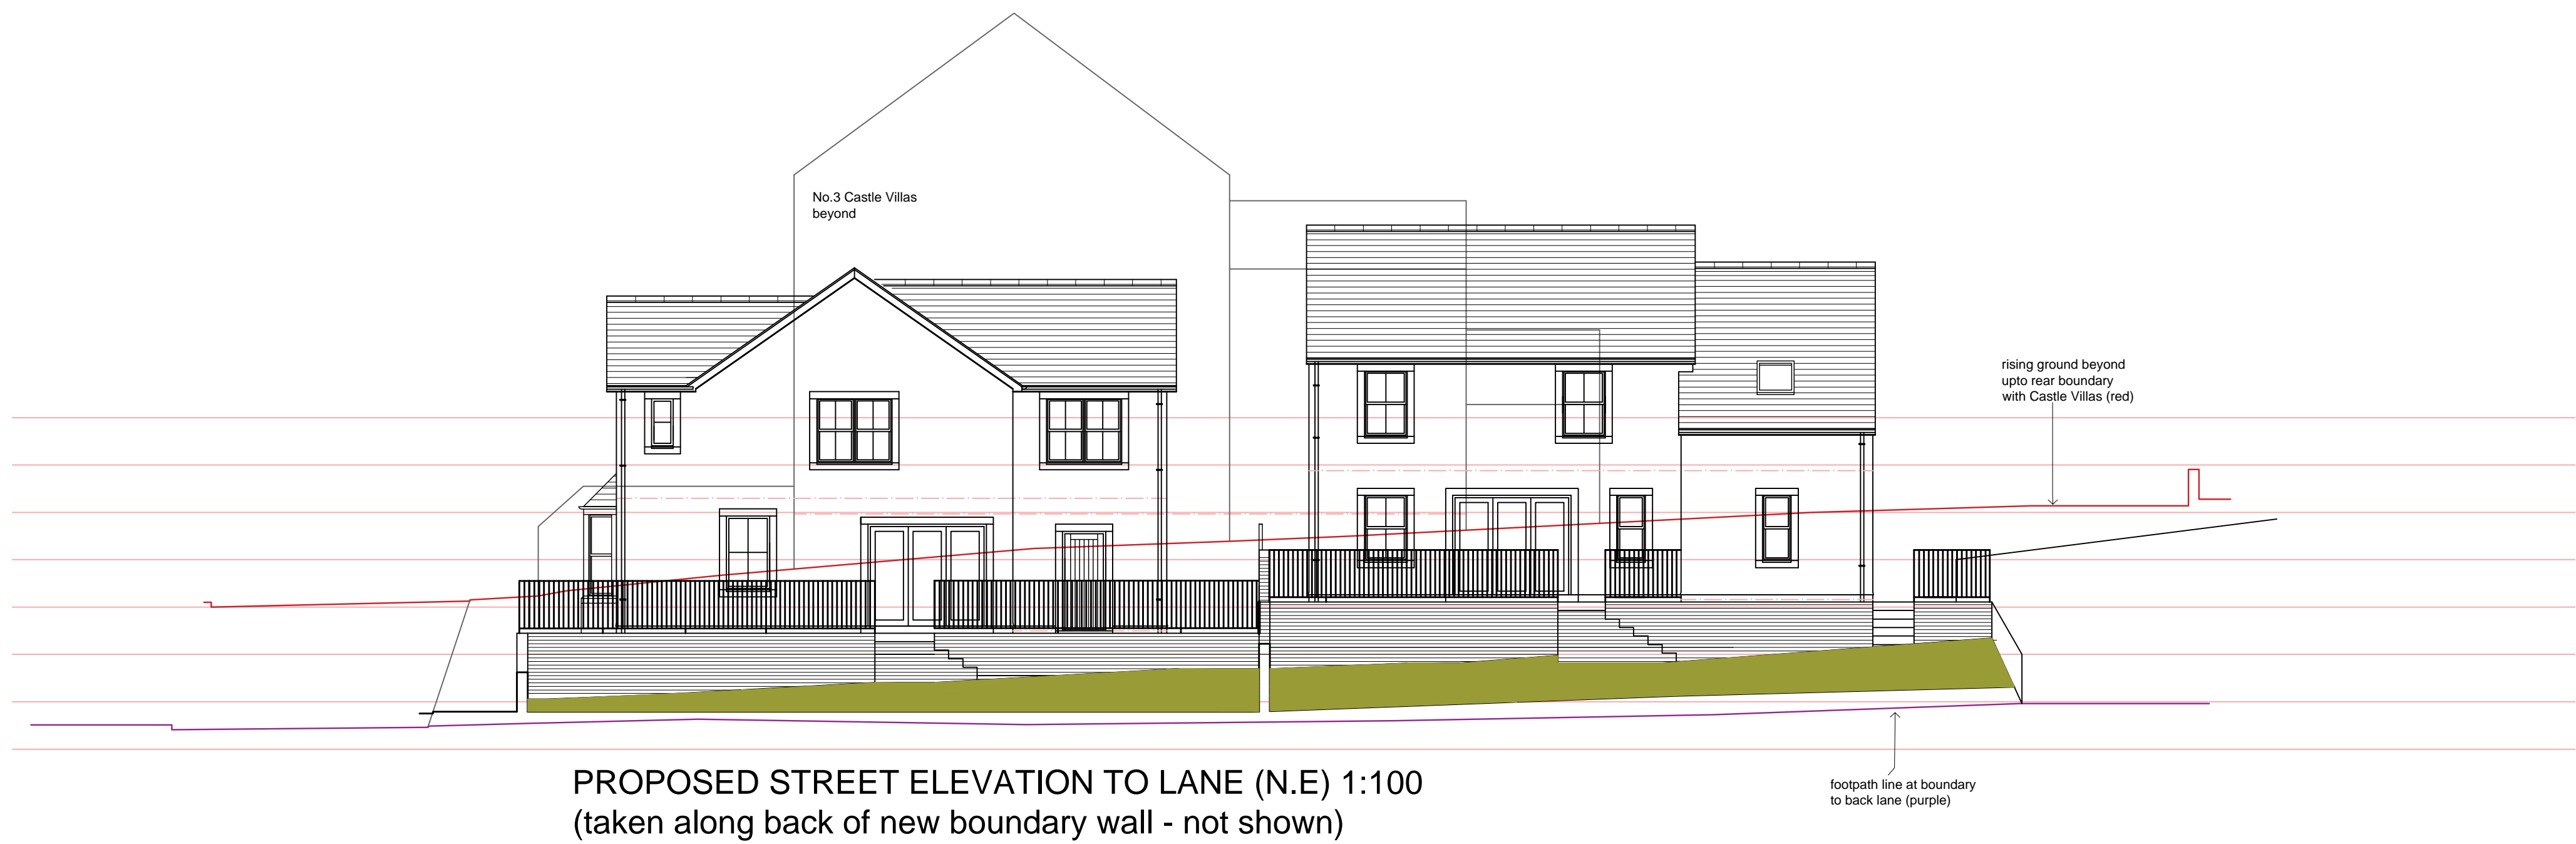 No.3 Castle Villas
beyond
rising ground beyond
upto rear boundary
with Castle Villas (red)
footpath line at boundary
to back lane (purple)
PROPOSED STREET ELEVATION TO LANE (N.E) 1:100
(taken along back of new boundary wall - not shown)